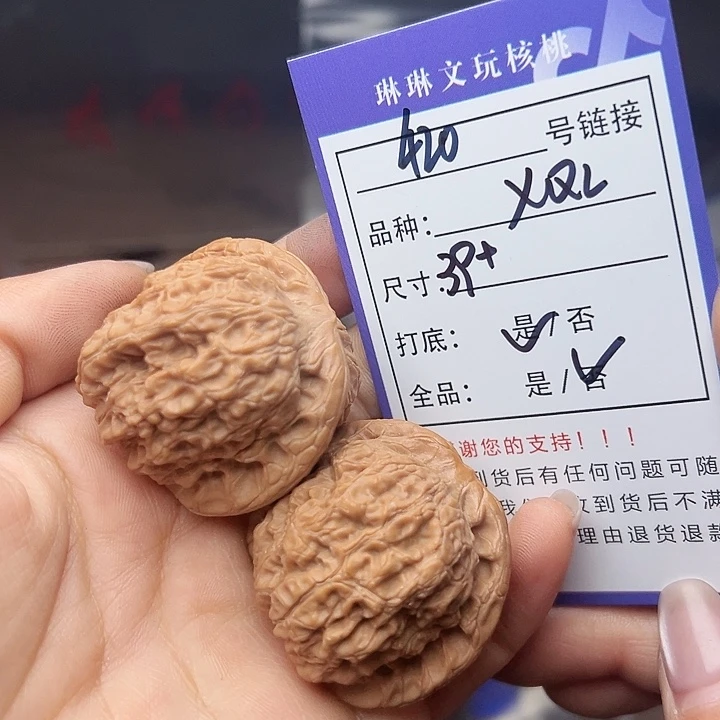 琳琳文玩核桃
420 号链接
品种: XQL
尺寸: 39+
打底: 是/否
全品: 是/否
谢您的支持!!!
到货后有任何问题可随
收到货后不满
理由退货退款